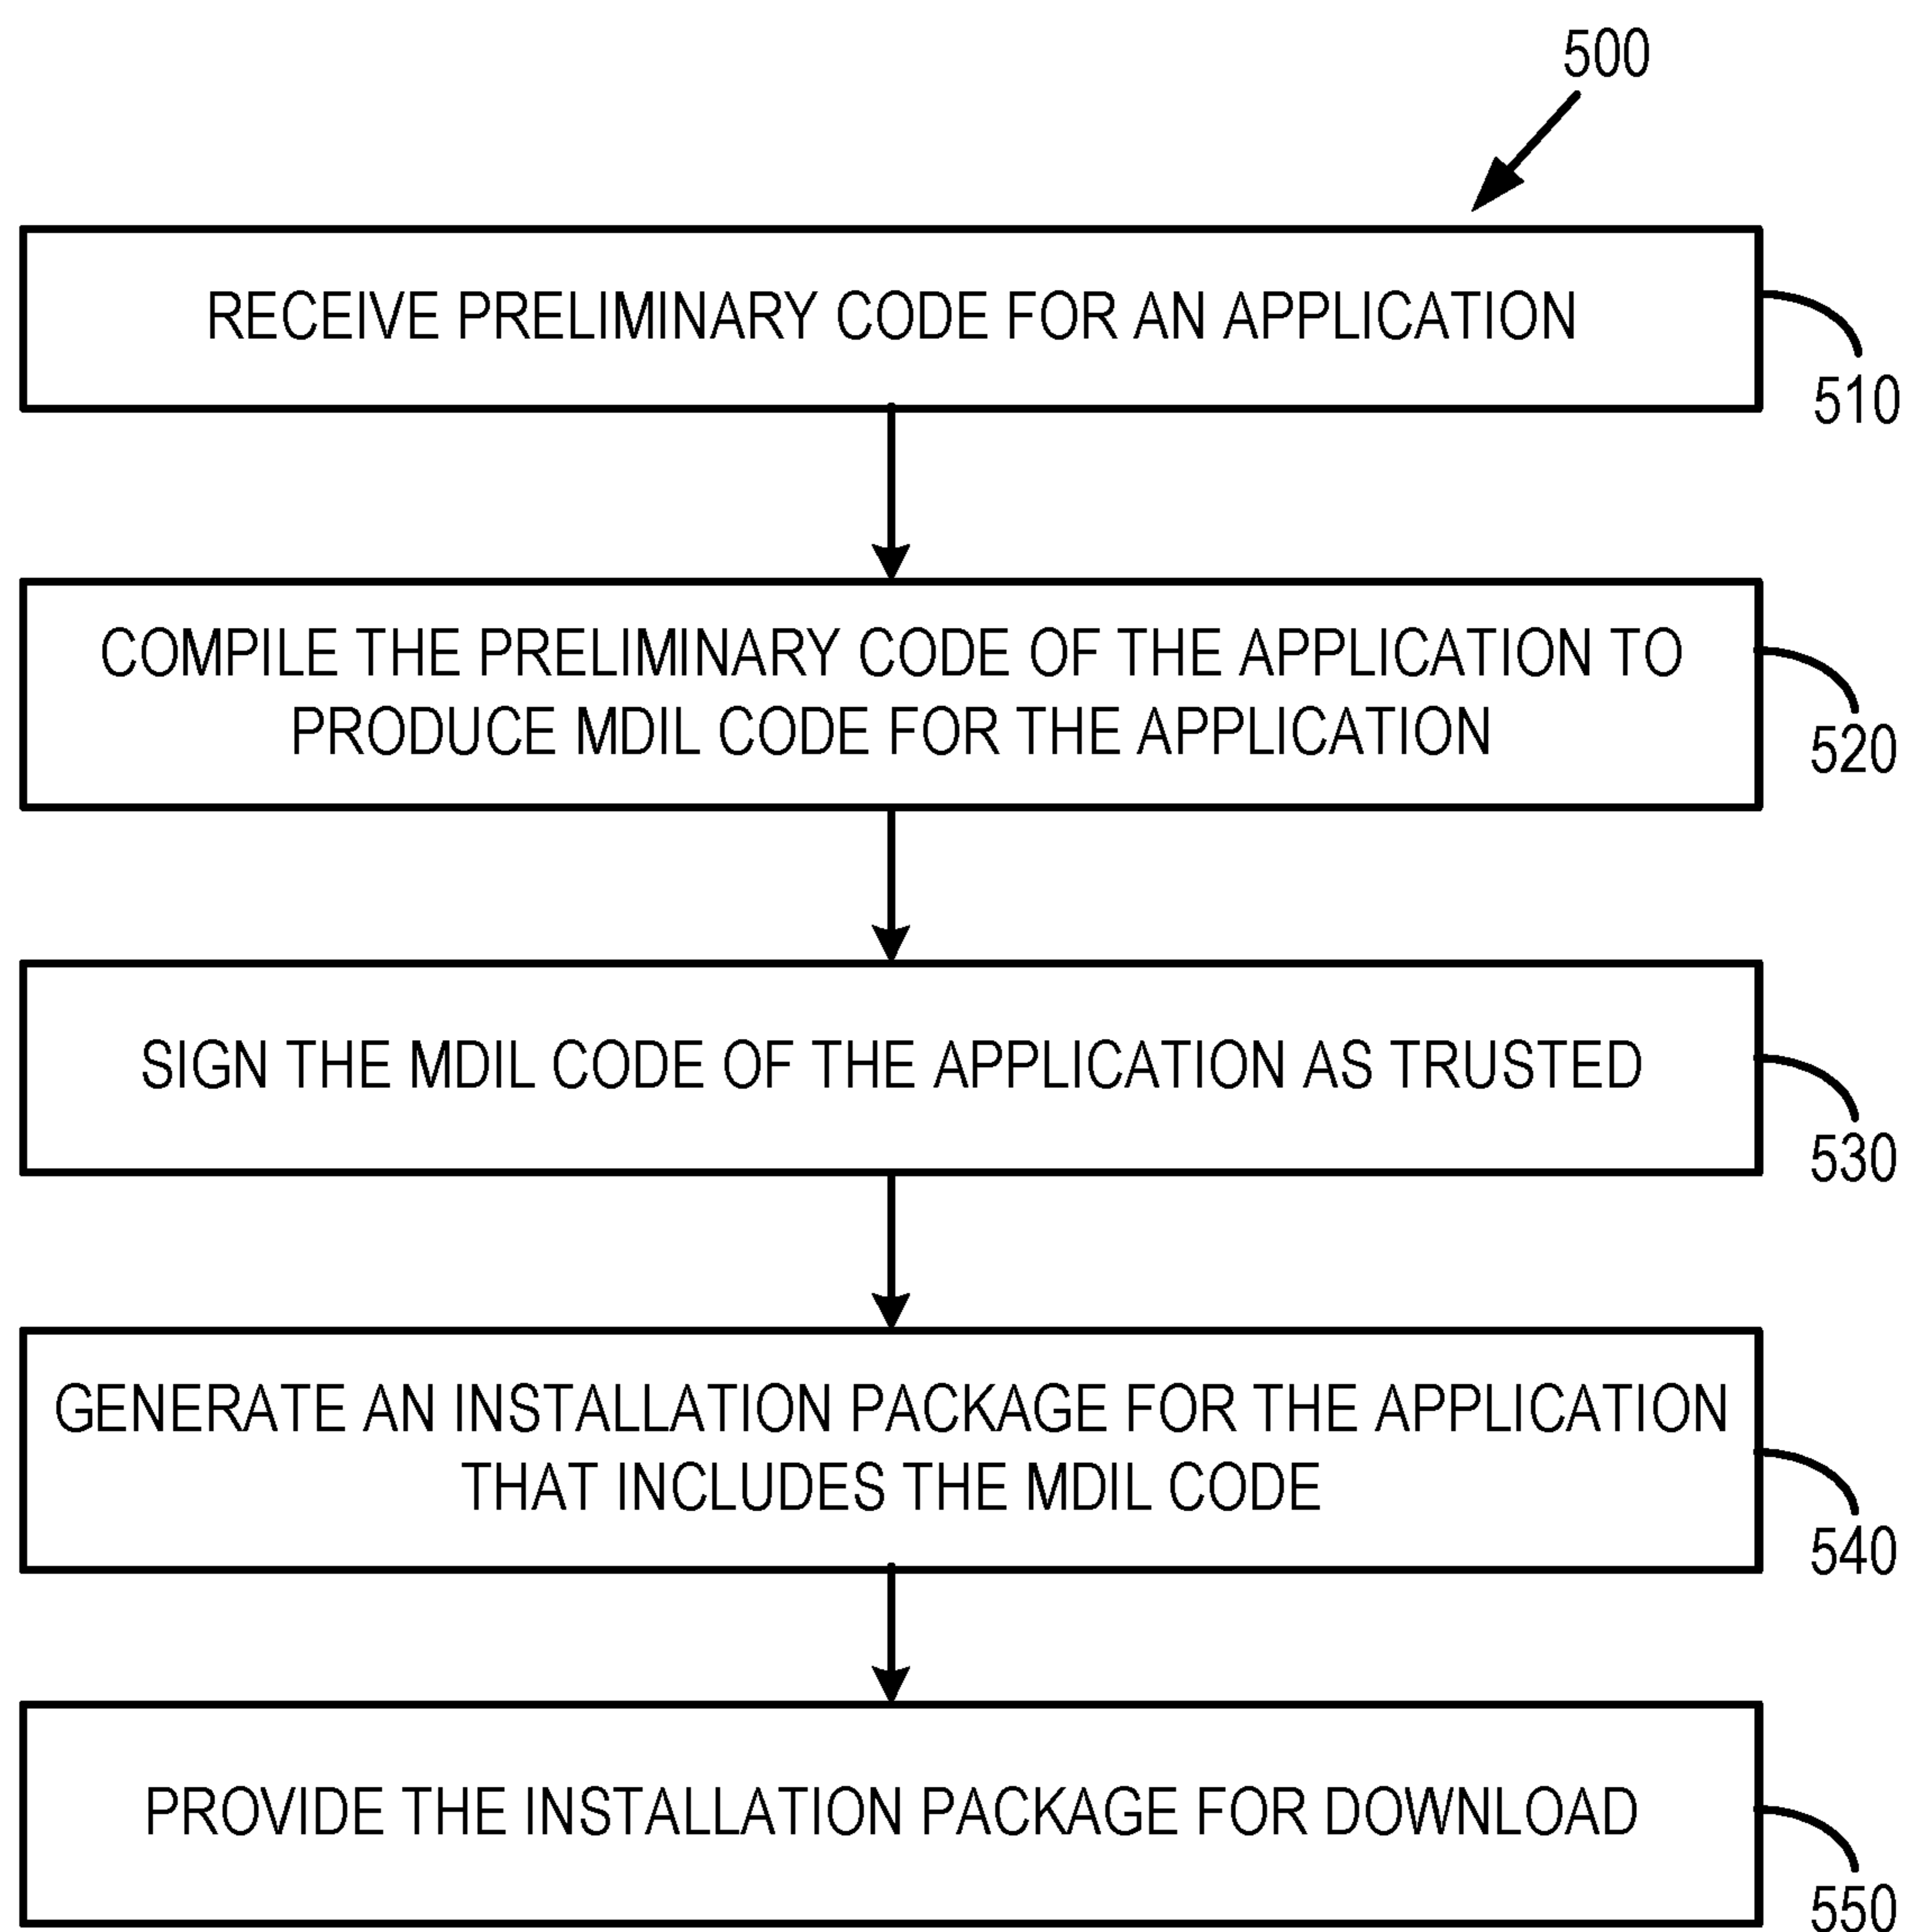 500
RECEIVE PRELIMINARY CODE FOR AN APPLICATION
510
COMPILE THE PRELIMINARY CODE OF THE APPLICATION TO
PRODUCE MDIL CODE FOR THE APPLICATION
520
SIGN THE MDIL CODE OF THE APPLICATION AS TRUSTED
530
GENERATE AN INSTALLATION PACKAGE FOR THE APPLICATION
THAT INCLUDES THE MDIL CODE
540
PROVIDE THE INSTALLATION PACKAGE FOR DOWNLOAD
550